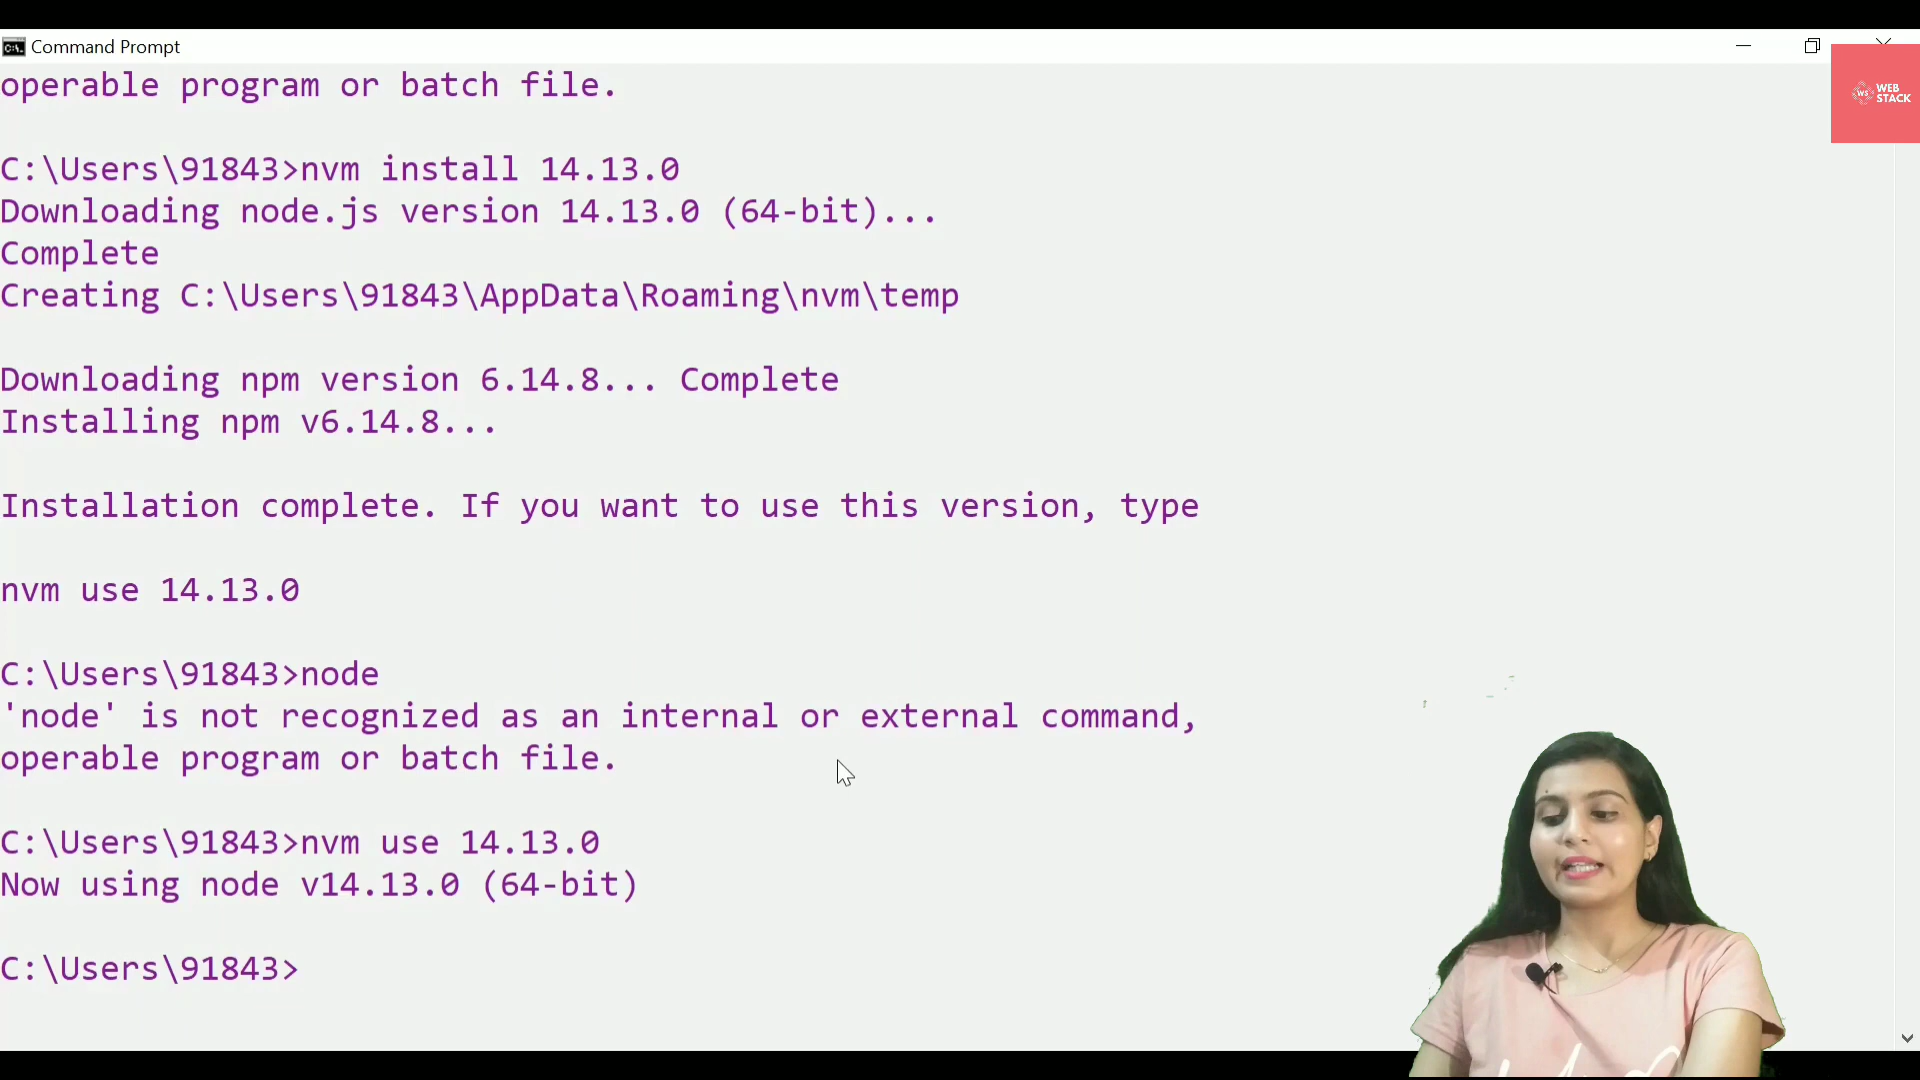 Command Prompt
WS WEB
STACK
operable program or batch file.
C:\Users\91843>nvm install 14.13.0
Downloading node.js version 14.13.0 (64-bit)...
Complete
Creating C:\Users\91843\AppData\Roaming\nvm\temp
Downloading npm version 6.14.8... Complete
Installing npm v6.14.8...
Installation complete. If you want to use this version, type
nvm use 14.13.0
C:\Users\91843>node
'node' is not recognized as an internal or external command,
operable program or batch file.
C:\Users\91843>nvm use 14.13.0
Now using node v14.13.0 (64-bit)
C:\Users\91843>